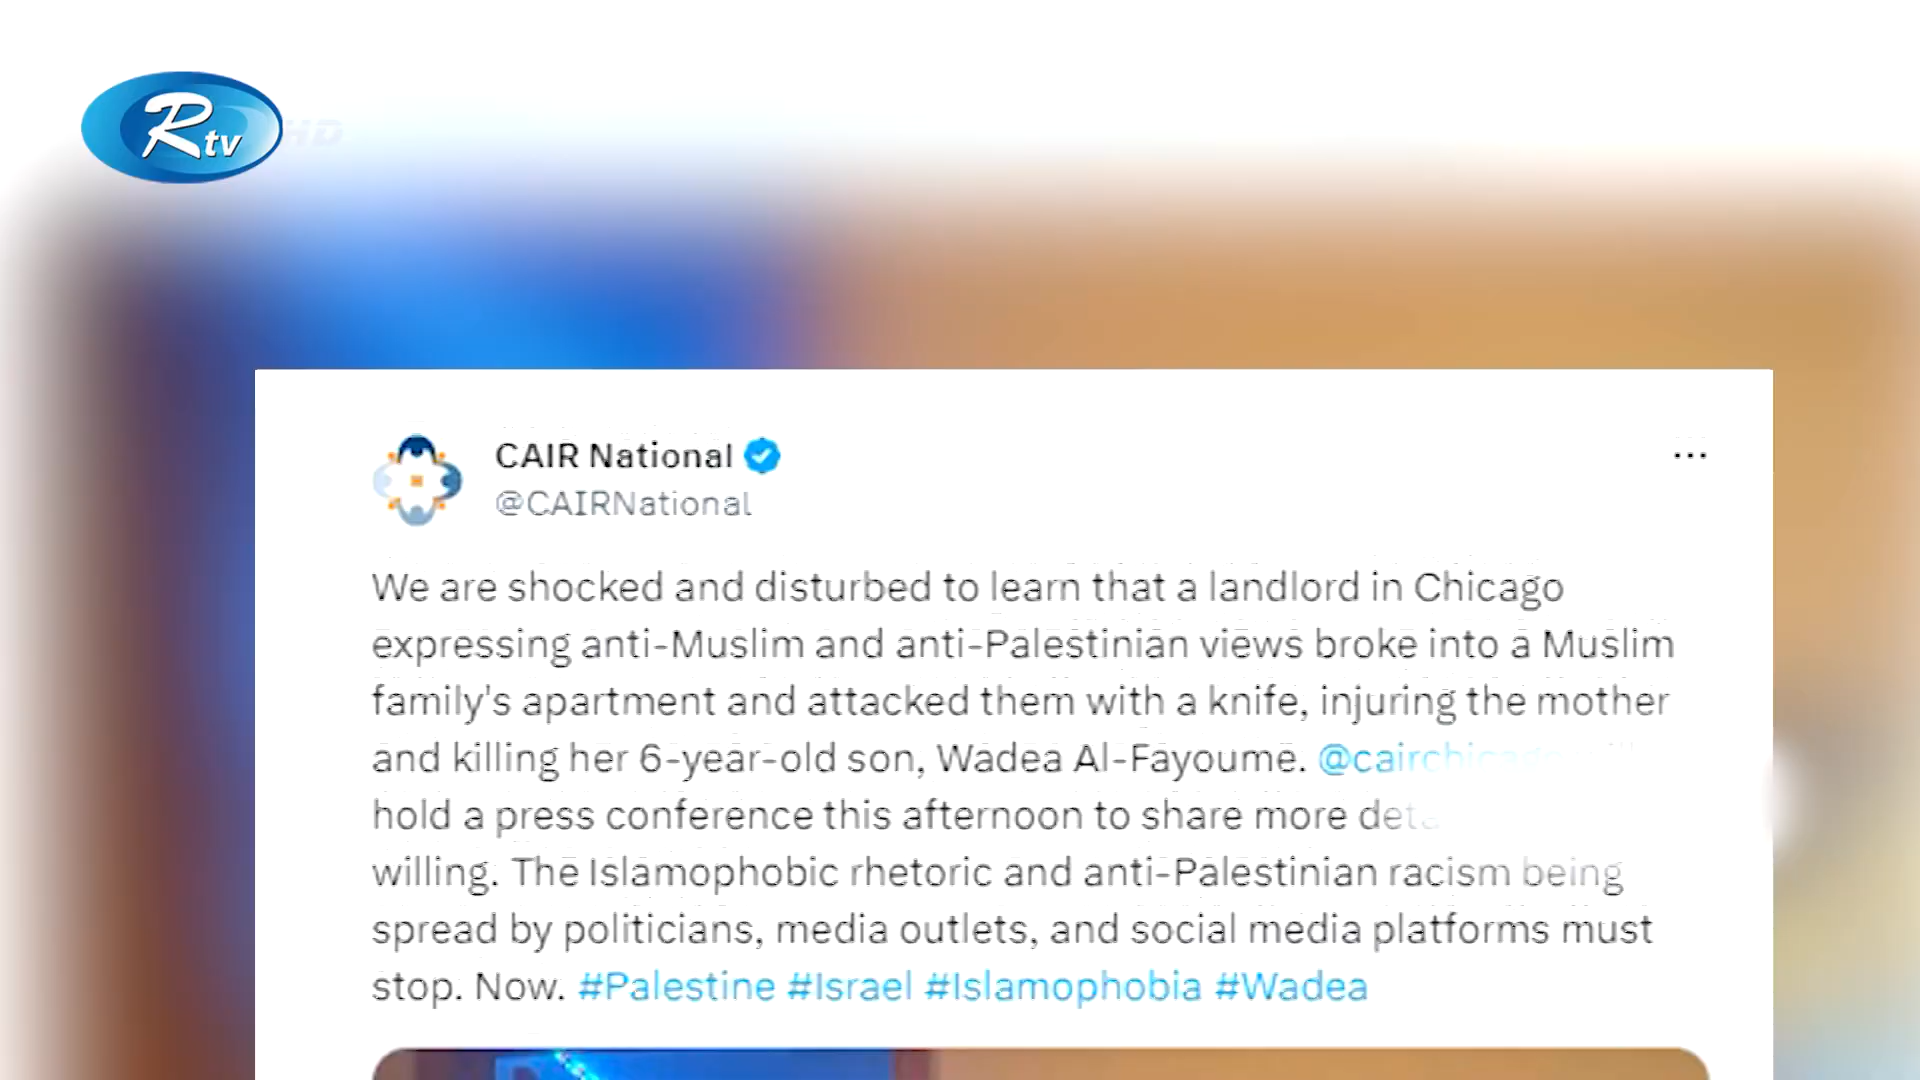 Rtv HD
CAIR National
@CAIRNational
We are shocked and disturbed to learn that a landlord in Chicago
expressing anti-Muslim and anti-Palestinian views broke into a Muslim
family's apartment and attacked them with a knife, injuring the mother
and killing her 6-year-old son, Wadea Al-Fayoume. @cairchicago
hold a press conference this afternoon to share more
willing. The Islamophobic rhetoric and anti-Palestinian racism being
spread by politicians, media outlets, and social media platforms must
stop. Now. #Palestine #Israel #Islamophobia #Wadea